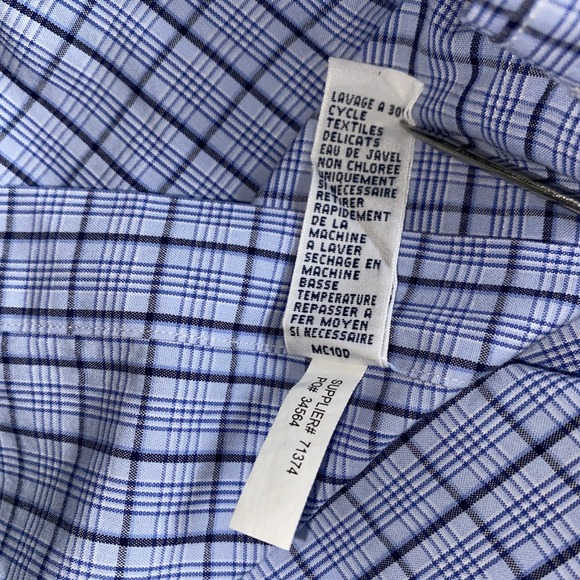 LAVAGE A 30°
CYCLE
TEXTILES
DELICATS
EAU DE JAVEL
NON CHLOREE
UNIQUEMENT
SI NECESSAIRE
RETIRER
RAPIDEMENT
DE LA
MACHINE
A LAVER
SECHAGE EN
MACHINE
BASSE
TEMPERATURE
REPASSER A
FER MOYEN
SI NECESSAIRE
MC10D
SUPPLIER# 71374
PO# 34564